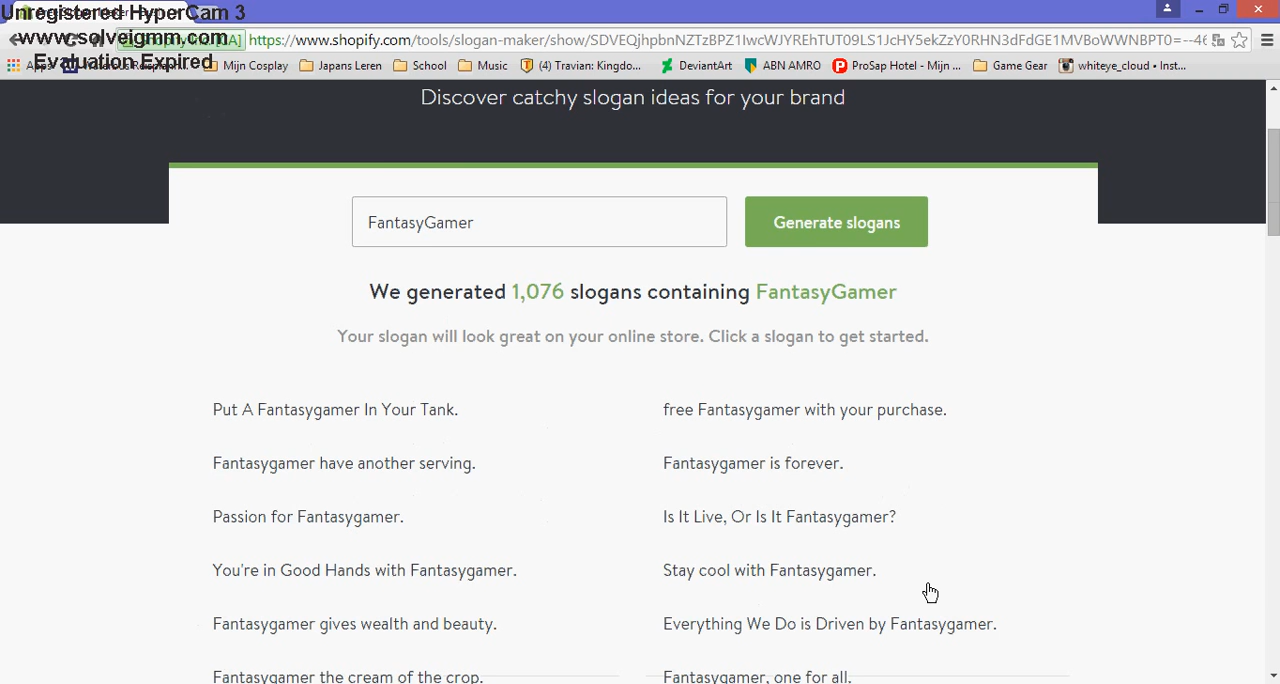 Unregistered HyperCam 3
www.solveigmm.com
Evaluation Expired
https://www.shopify.com/tools/slogan-maker/show/SDVEQjhpbnNZTzBPZ1IwcWJYREhTUT09LS1JcHY5ekZzY0RHN3dFdGE1MVBoWWNBPT0=--46
Mijn Cosplay Japans Leren School Music (4) Travian: Kingdo... DeviantArt ABN AMRO ProSap Hotel - Mijn ... Game Gear whiteye_cloud • Inst...
Discover catchy slogan ideas for your brand
FantasyGamer
Generate slogans
We generated 1,076 slogans containing FantasyGamer
Your slogan will look great on your online store. Click a slogan to get started.
Put A Fantasygamer In Your Tank.
free Fantasygamer with your purchase.
Fantasygamer have another serving.
Fantasygamer is forever.
Passion for Fantasygamer.
Is It Live, Or Is It Fantasygamer?
You're in Good Hands with Fantasygamer.
Stay cool with Fantasygamer.
Fantasygamer gives wealth and beauty.
Everything We Do is Driven by Fantasygamer.
Fantasygamer the cream of the crop.
Fantasygamer, one for all.